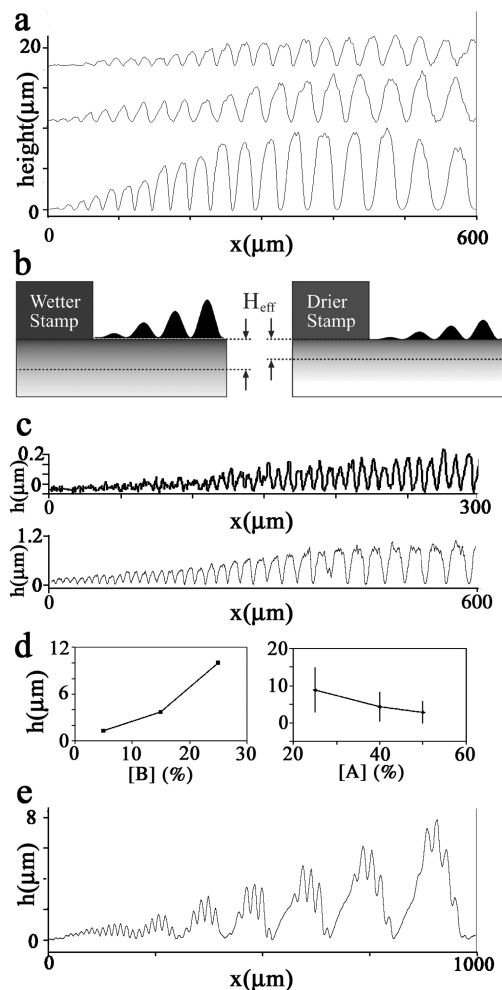 a
20
height(μm)
0
0
600
x(μm)
b
Wetter
Stamp
Heff
Drier
Stamp
c
0.2
h(μm)
0
0
300
x(μm)
1.2
h(μm)
0
0
600
x(μm)
d
12
h(μm)
6
0
0 10 20 30
[B] (%)
20
10
0
20 40 60
[A] (%)
e
8
h(μm)
0
0
1000
x(μm)